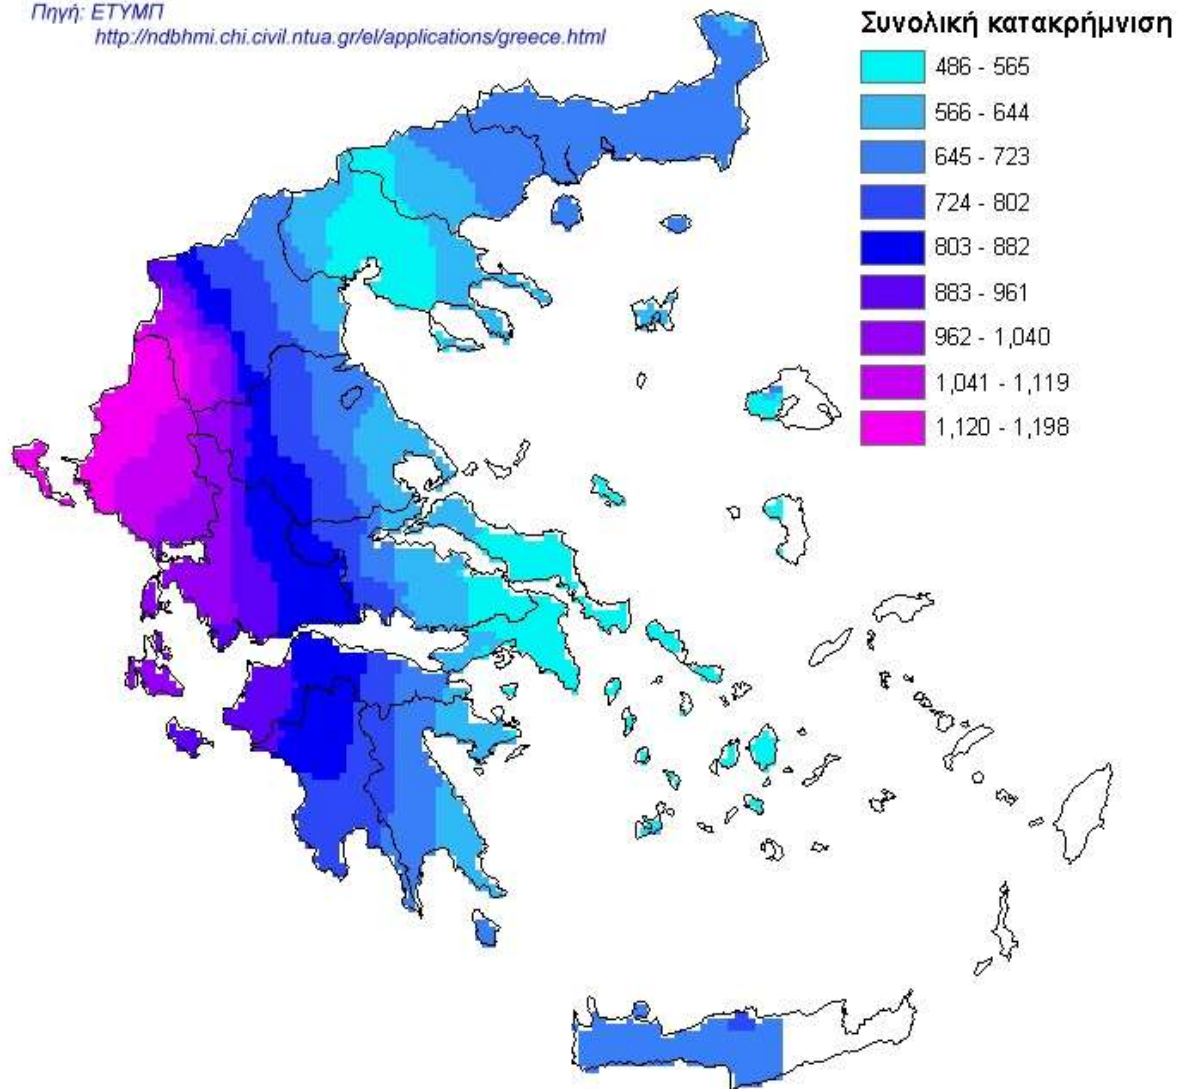 Πηγή: ΕΤΥΜΠ
http://ndbhmi.chi.civil.ntua.gr/el/applications/greece.html
Συνολική κατακρήμνιση
486 - 565
566 - 644
645 - 723
724 - 802
803 - 882
883 - 961
962 - 1,040
1,041 - 1,119
1,120 - 1,198